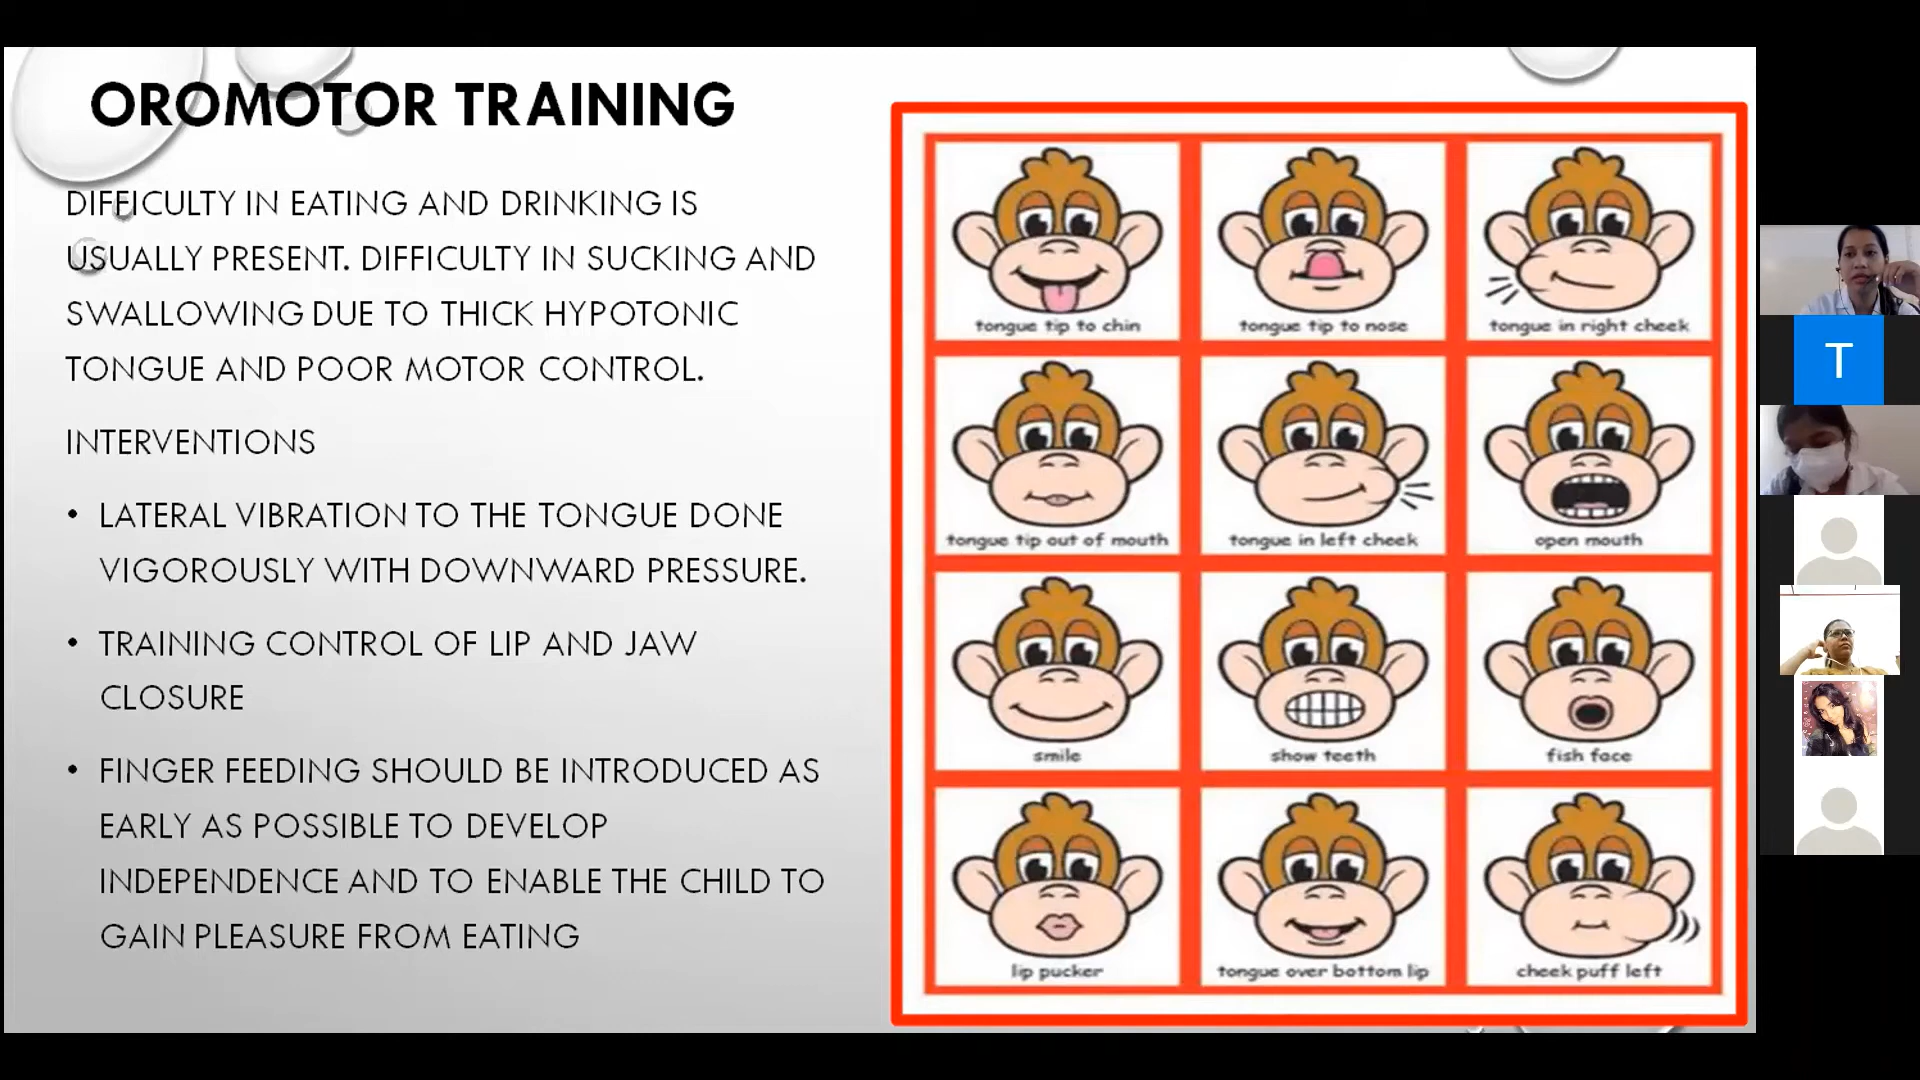 OROMOTOR TRAINING
DIFFICULTY IN EATING AND DRINKING IS
USUALLY PRESENT. DIFFICULTY IN SUCKING AND
SWALLOWING DUE TO THICK HYPOTONIC
TONGUE AND POOR MOTOR CONTROL.
INTERVENTIONS
• LATERAL VIBRATION TO THE TONGUE DONE
VIGOROUSLY WITH DOWNWARD PRESSURE.
• TRAINING CONTROL OF LIP AND JAW
CLOSURE
• FINGER FEEDING SHOULD BE INTRODUCED AS
EARLY AS POSSIBLE TO DEVELOP
INDEPENDENCE AND TO ENABLE THE CHILD TO
GAIN PLEASURE FROM EATING
tongue tip to chin
tongue tip to nose
tongue in right cheek
tongue tip out of mouth
tongue in left cheek
open mouth
smile
show teeth
fish face
lip pucker
tongue over bottom lip
cheek puff left
T